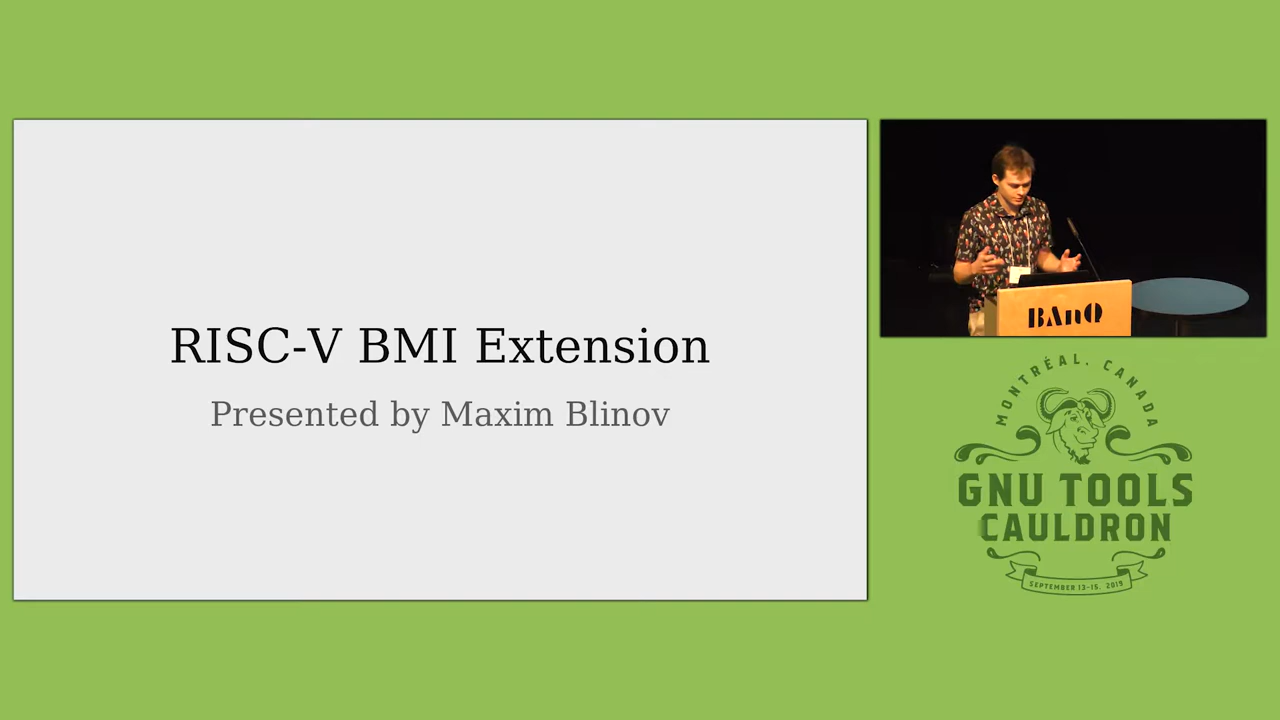 RISC-V BMI Extension
Presented by Maxim Blinov
BAnQ
MONTRÉAL, CANADA
GNU TOOLS
CAULDRON
SEPTEMBER 13-15, 2019